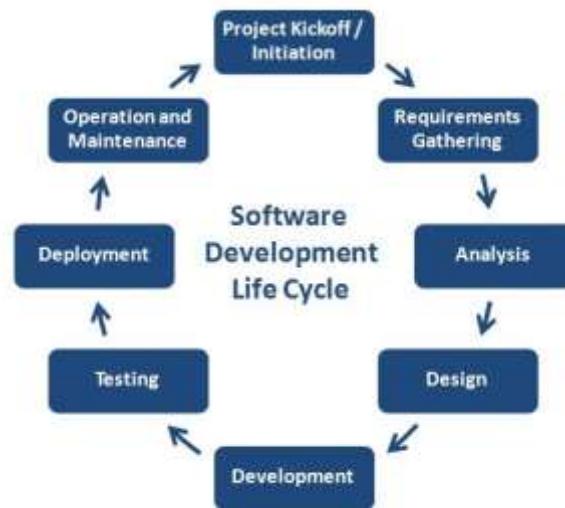 Project Kickoff /
Initiation
Requirements
Gathering
Analysis
Design
Development
Testing
Deployment
Operation and
Maintenance
Software
Development
Life Cycle